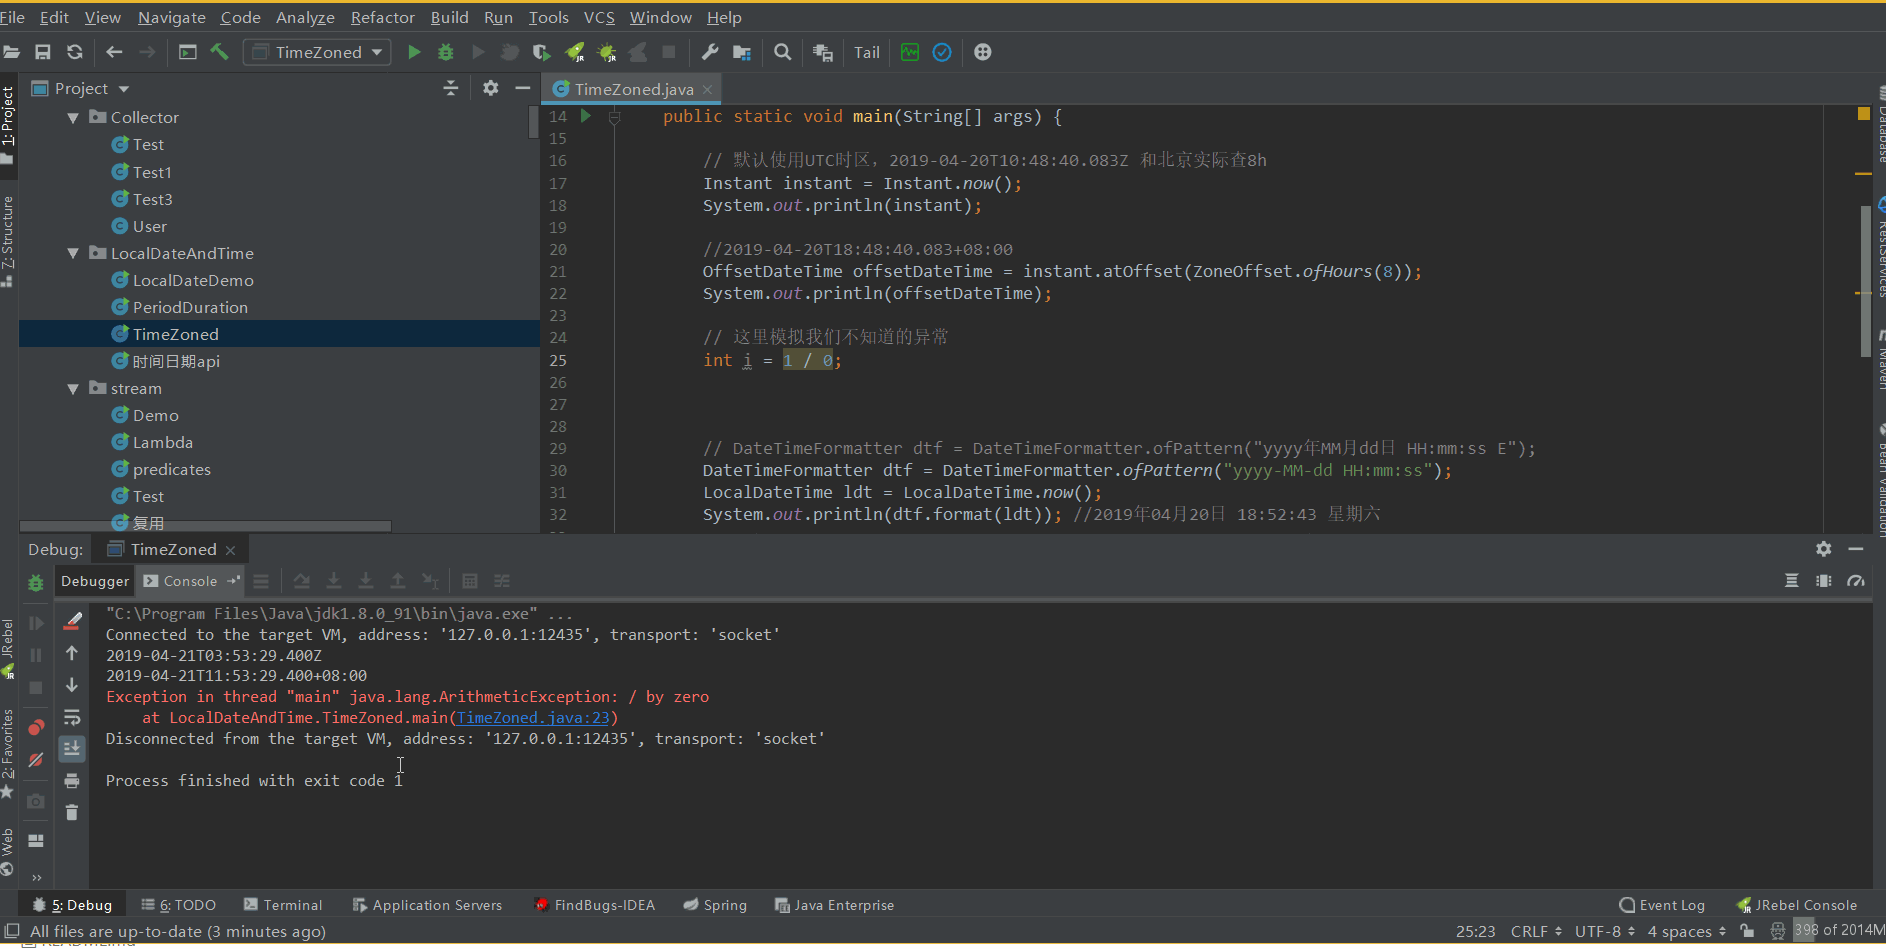 File Edit View Navigate Code Analyze Refactor Build Run Tools VCS Window Help
TimeZoned Tail
1: Project
Z: Structure
JRebel
2: Favorites
Web
Project
Collector
Test
Test1
Test3
User
LocalDateAndTime
LocalDateDemo
PeriodDuration
TimeZoned
时间日期api
stream
Demo
Lambda
predicates
Test
复用
TimeZoned.java
14 public static void main(String[] args) {
15
16 // 默认使用UTC时区，2019-04-20T10:48:40.083Z 和北京实际查8h
17 Instant instant = Instant.now();
18 System.out.println(instant);
19
20 //2019-04-20T18:48:40.083+08:00
21 OffsetDateTime offsetDateTime = instant.atOffset(ZoneOffset.ofHours(8));
22 System.out.println(offsetDateTime);
23
24 // 这里模拟我们不知道的异常
25 int i = 1 / 0;
26
27
28
29 // DateTimeFormatter dtf = DateTimeFormatter.ofPattern("yyyy年MM月dd日 HH:mm:ss E");
30 DateTimeFormatter dtf = DateTimeFormatter.ofPattern("yyyy-MM-dd HH:mm:ss");
31 LocalDateTime ldt = LocalDateTime.now();
32 System.out.println(dtf.format(ldt)); //2019年04月20日 18:52:43 星期六
Database
RestServices
Maven
Bean Validation
Debug: TimeZoned
Debugger Console
"C:\Program Files\Java\jdk1.8.0_91\bin\java.exe" ...
Connected to the target VM, address: '127.0.0.1:12435', transport: 'socket'
2019-04-21T03:53:29.400Z
2019-04-21T11:53:29.400+08:00
Exception in thread "main" java.lang.ArithmeticException: / by zero
at LocalDateAndTime.TimeZoned.main(TimeZoned.java:23)
Disconnected from the target VM, address: '127.0.0.1:12435', transport: 'socket'
Process finished with exit code 1
5: Debug 6: TODO Terminal Application Servers FindBugs-IDEA Spring Java Enterprise Event Log JRebel Console
All files are up-to-date (3 minutes ago) 25:23 CRLF UTF-8 4 spaces 398 of 2014M